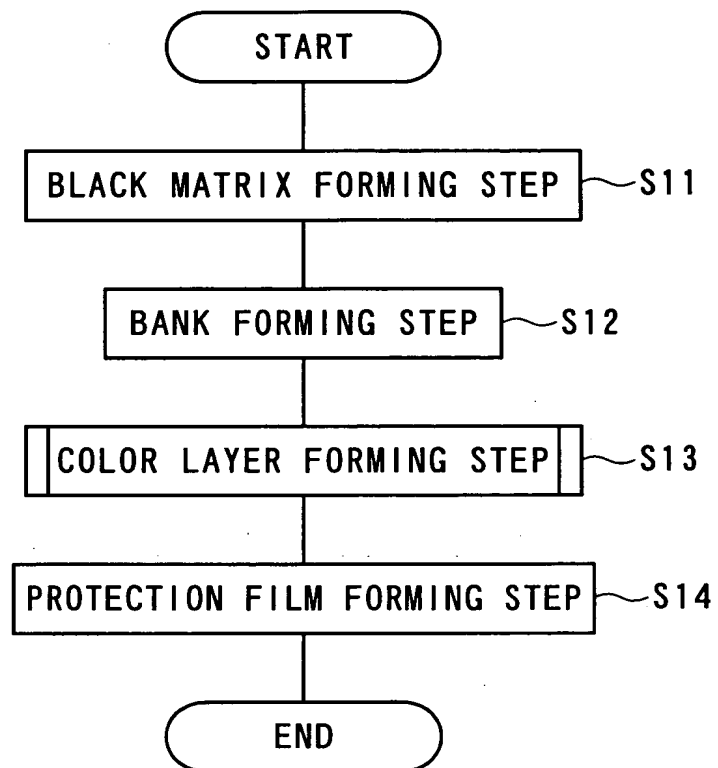 START
BLACK MATRIX FORMING STEP S11
BANK FORMING STEP S12
COLOR LAYER FORMING STEP S13
PROTECTION FILM FORMING STEP S14
END